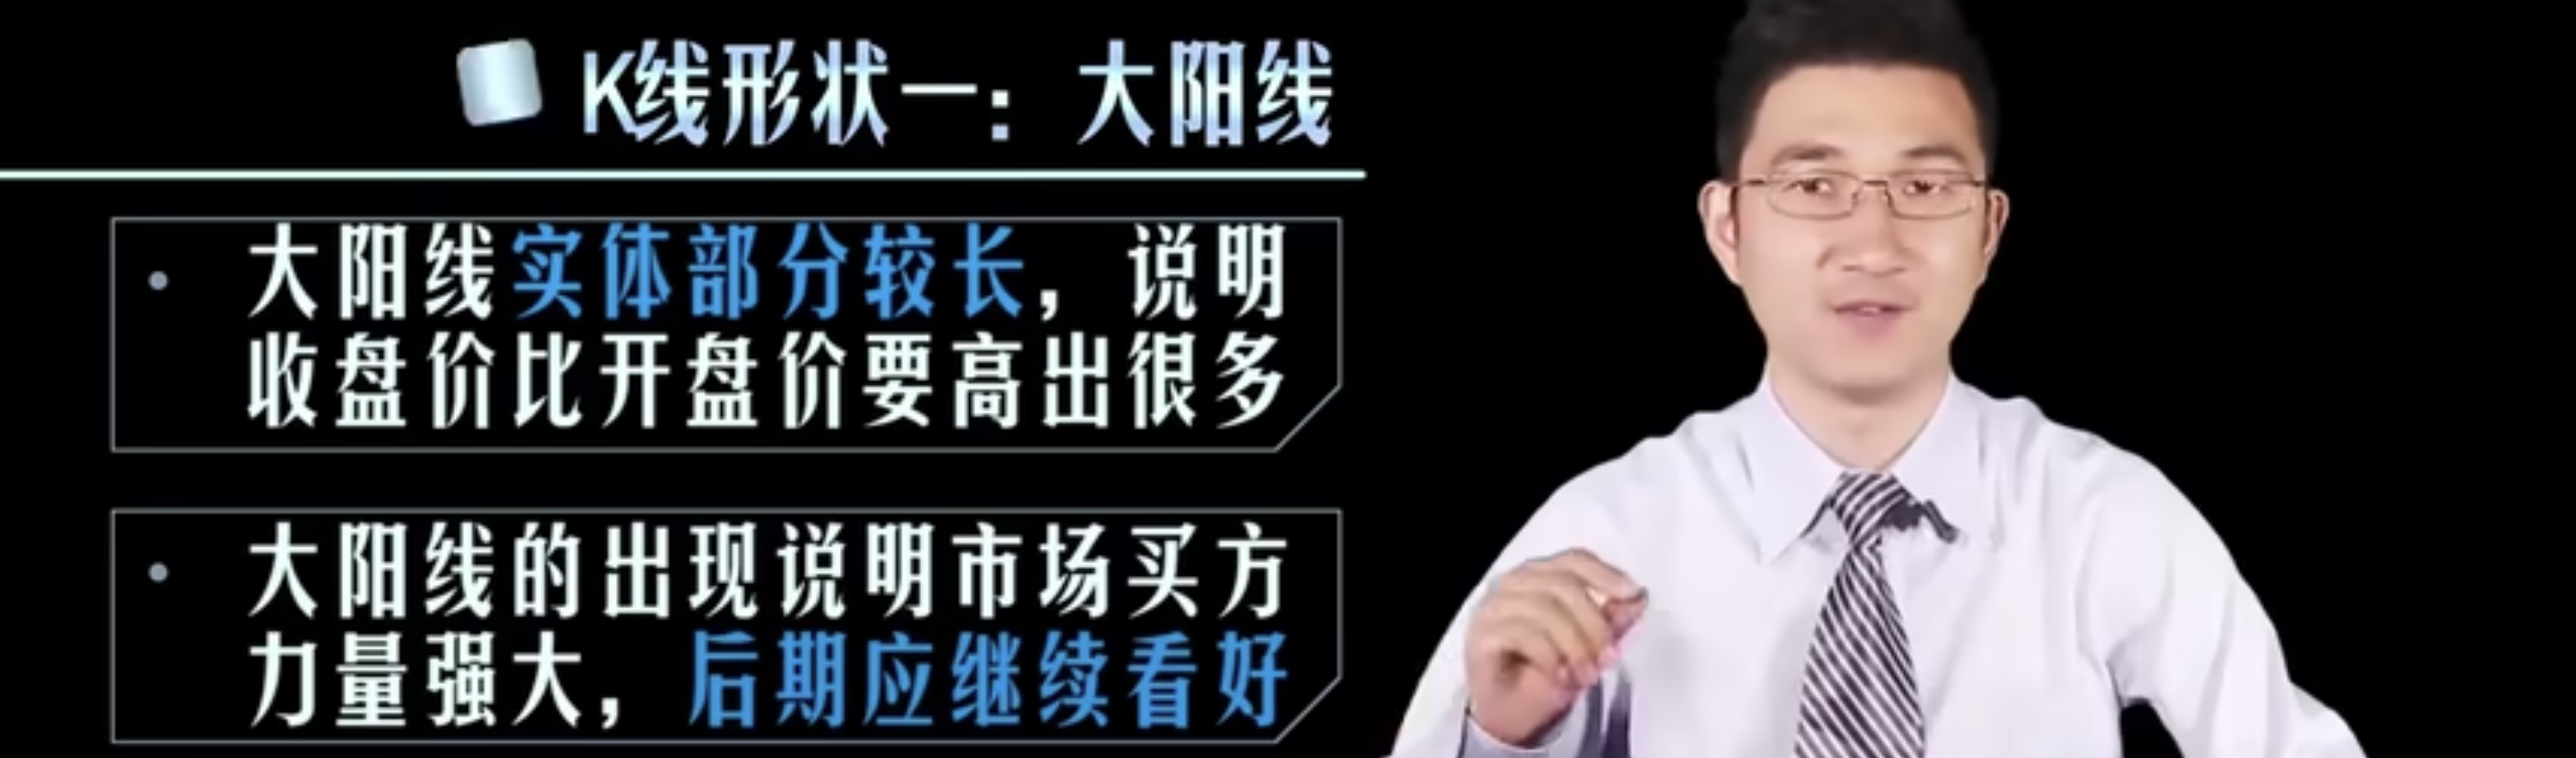 K线形状一：大阳线
大阳线实体部分较长，说明
收盘价比开盘价要高出很多
大阳线的出现说明市场买方
力量强大，后期应继续看好